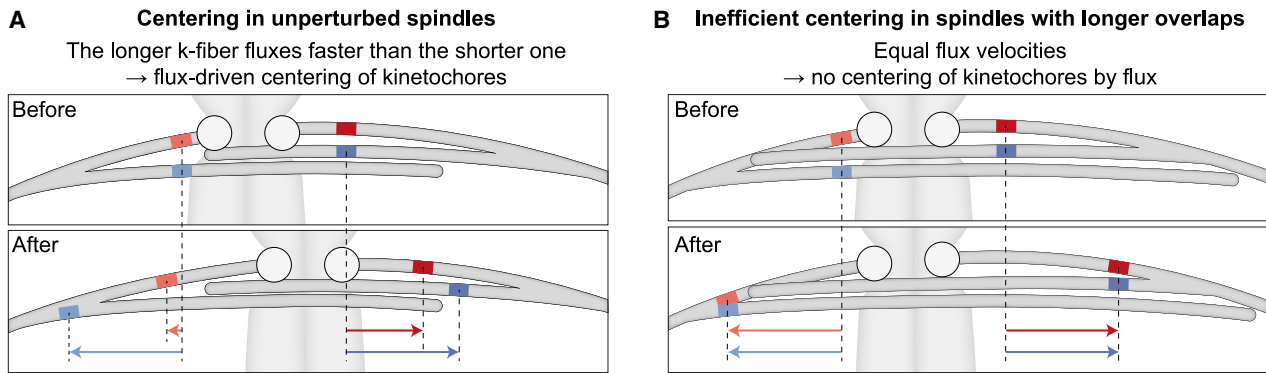 A Centering in unperturbed spindles
The longer k-fiber fluxes faster than the shorter one
→ flux-driven centering of kinetochores
Before
After
B Inefficient centering in spindles with longer overlaps
Equal flux velocities
→ no centering of kinetochores by flux
Before
After